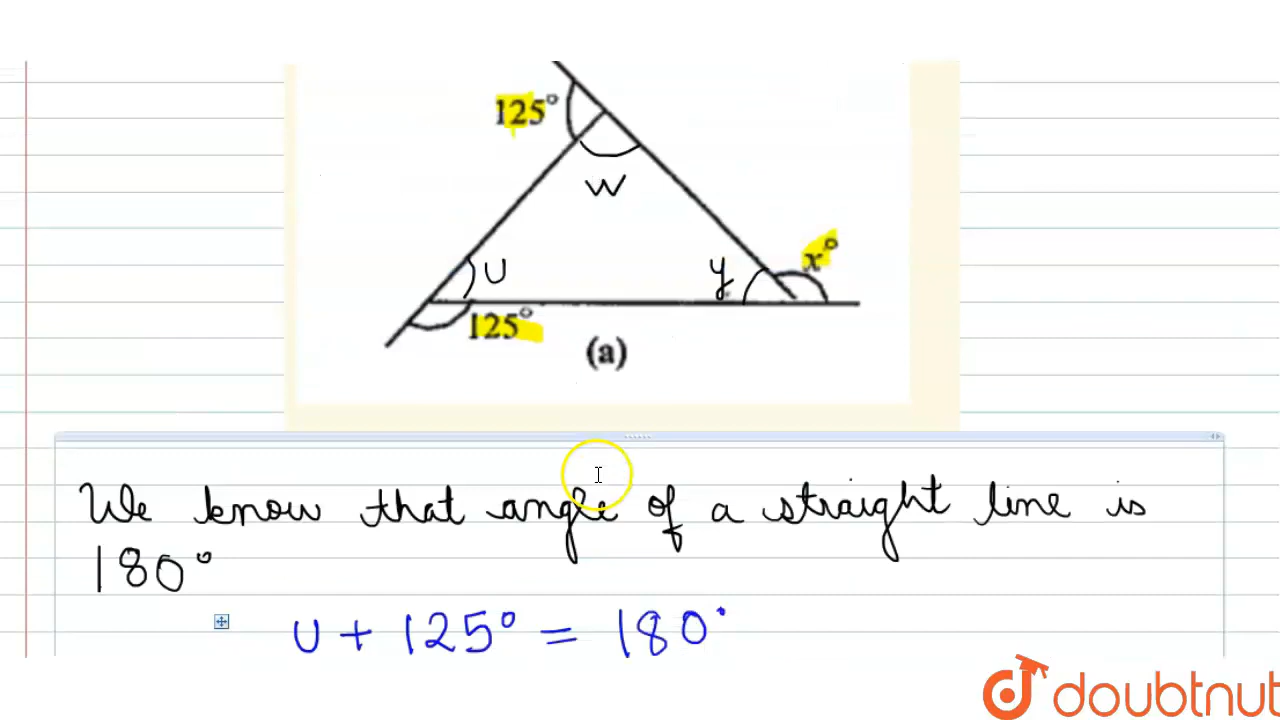 125°
W
U
y
x°
125°
(a)
We know that angle of a straight line is
180°
U + 125° = 180°
doubtnut